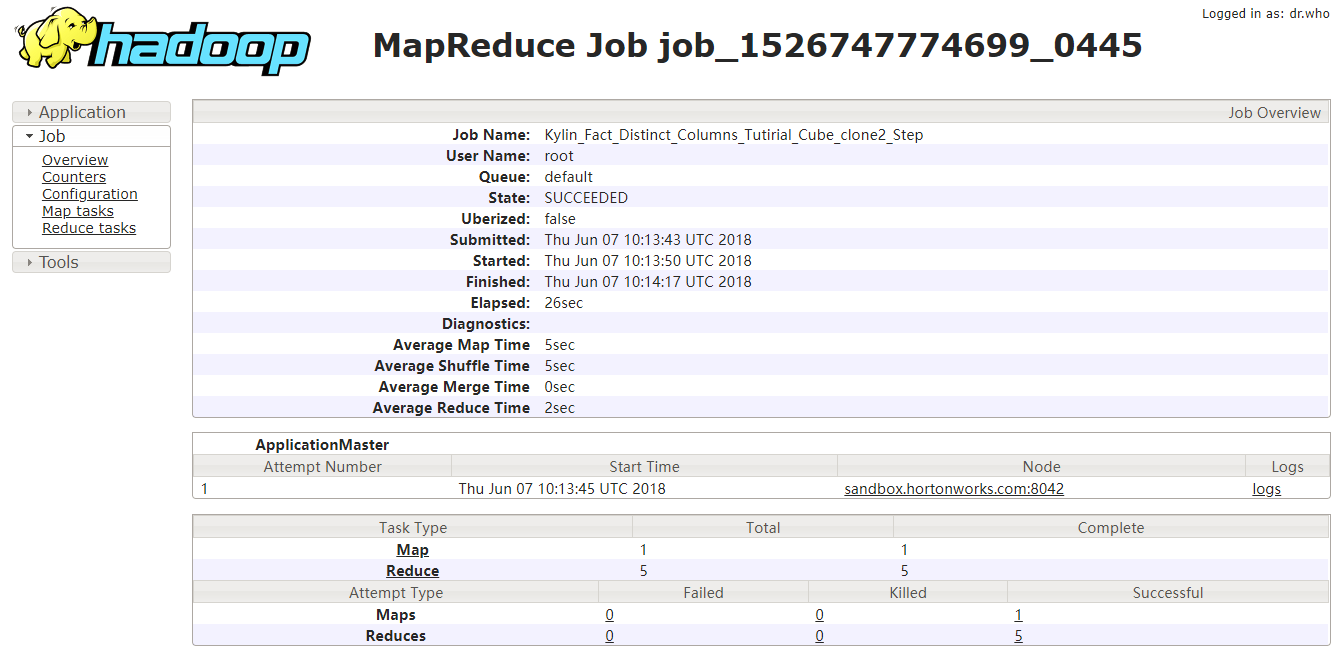 Logged in as: dr.who
hadoop
MapReduce Job job_1526747774699_0445
Application
Job
Overview
Counters
Configuration
Map tasks
Reduce tasks
Tools
Job Overview
Job Name: Kylin_Fact_Distinct_Columns_Tutirial_Cube_clone2_Step
User Name: root
Queue: default
State: SUCCEEDED
Uberized: false
Submitted: Thu Jun 07 10:13:43 UTC 2018
Started: Thu Jun 07 10:13:50 UTC 2018
Finished: Thu Jun 07 10:14:17 UTC 2018
Elapsed: 26sec
Diagnostics:
Average Map Time 5sec
Average Shuffle Time 5sec
Average Merge Time 0sec
Average Reduce Time 2sec
ApplicationMaster
Attempt Number Start Time Node Logs
1 Thu Jun 07 10:13:45 UTC 2018 sandbox.hortonworks.com:8042 logs
Task Type Total Complete
Map 1 1
Reduce 5 5
Attempt Type Failed Killed Successful
Maps 0 0 1
Reduces 0 0 5